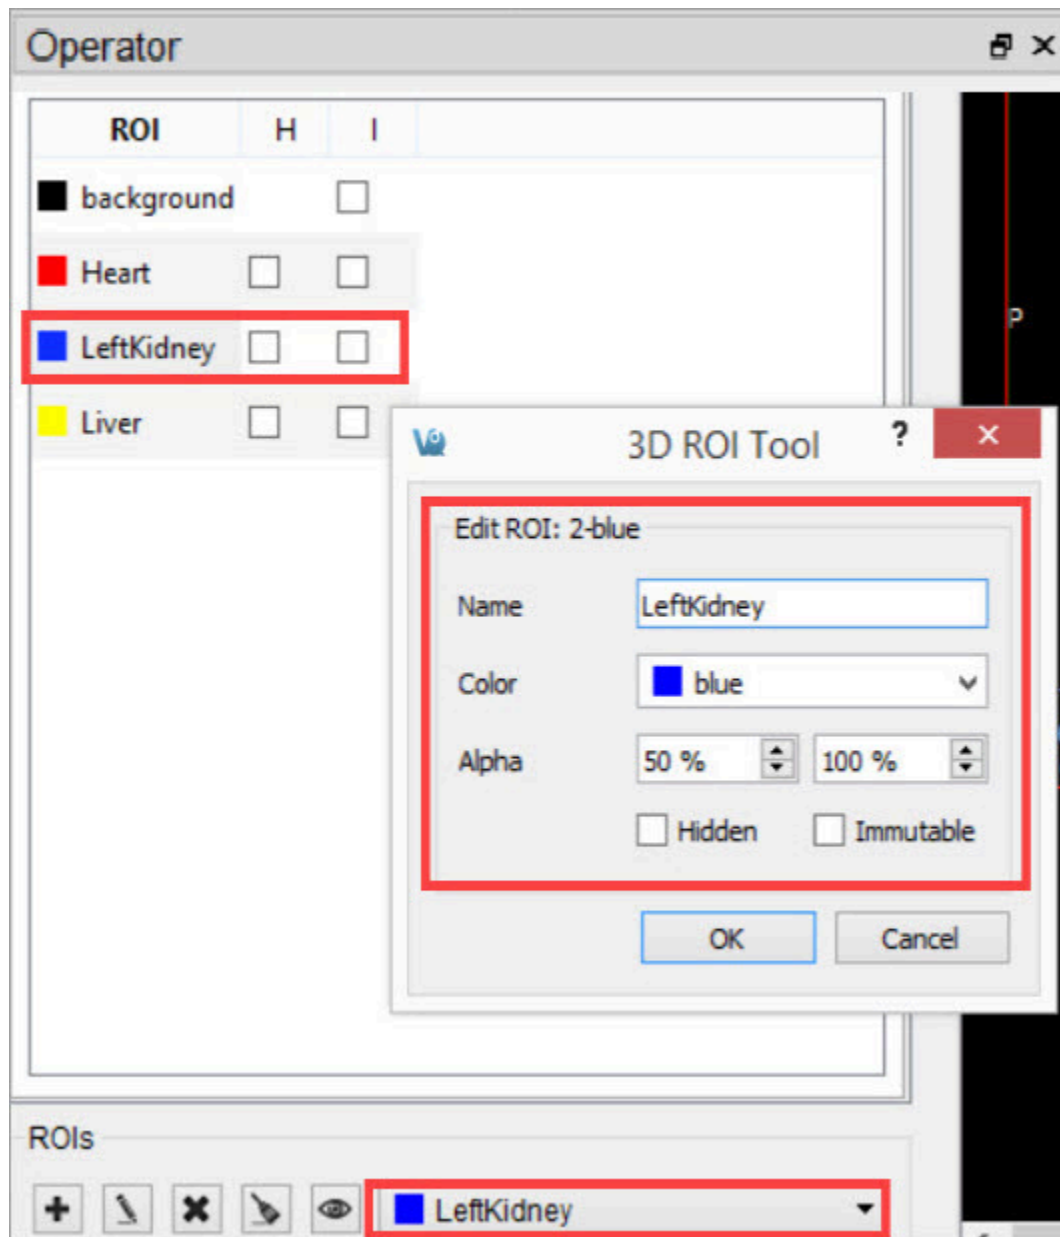 Operator
ROI H I
background
Heart
LeftKidney
Liver
P
3D ROI Tool ?
Edit ROI: 2-blue
Name LeftKidney
Color blue
Alpha 50 % 100 %
Hidden Immutable
OK Cancel
ROIs
LeftKidney